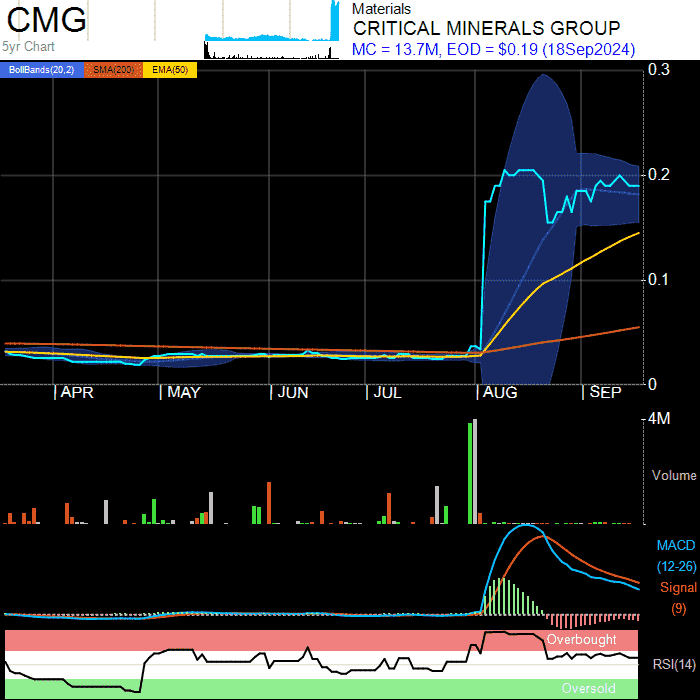 CMG
5yr Chart
Materials
CRITICAL MINERALS GROUP
MC = 13.7M, EOD = $0.19 (18Sep2024)
BollBands(20,2) SMA(200) EMA(50)
0.3
0.2
0.1
0
APR MAY JUN JUL AUG SEP
4M
Volume
MACD
(12-26)
Signal
(9)
Overbought
RSI(14)
Oversold